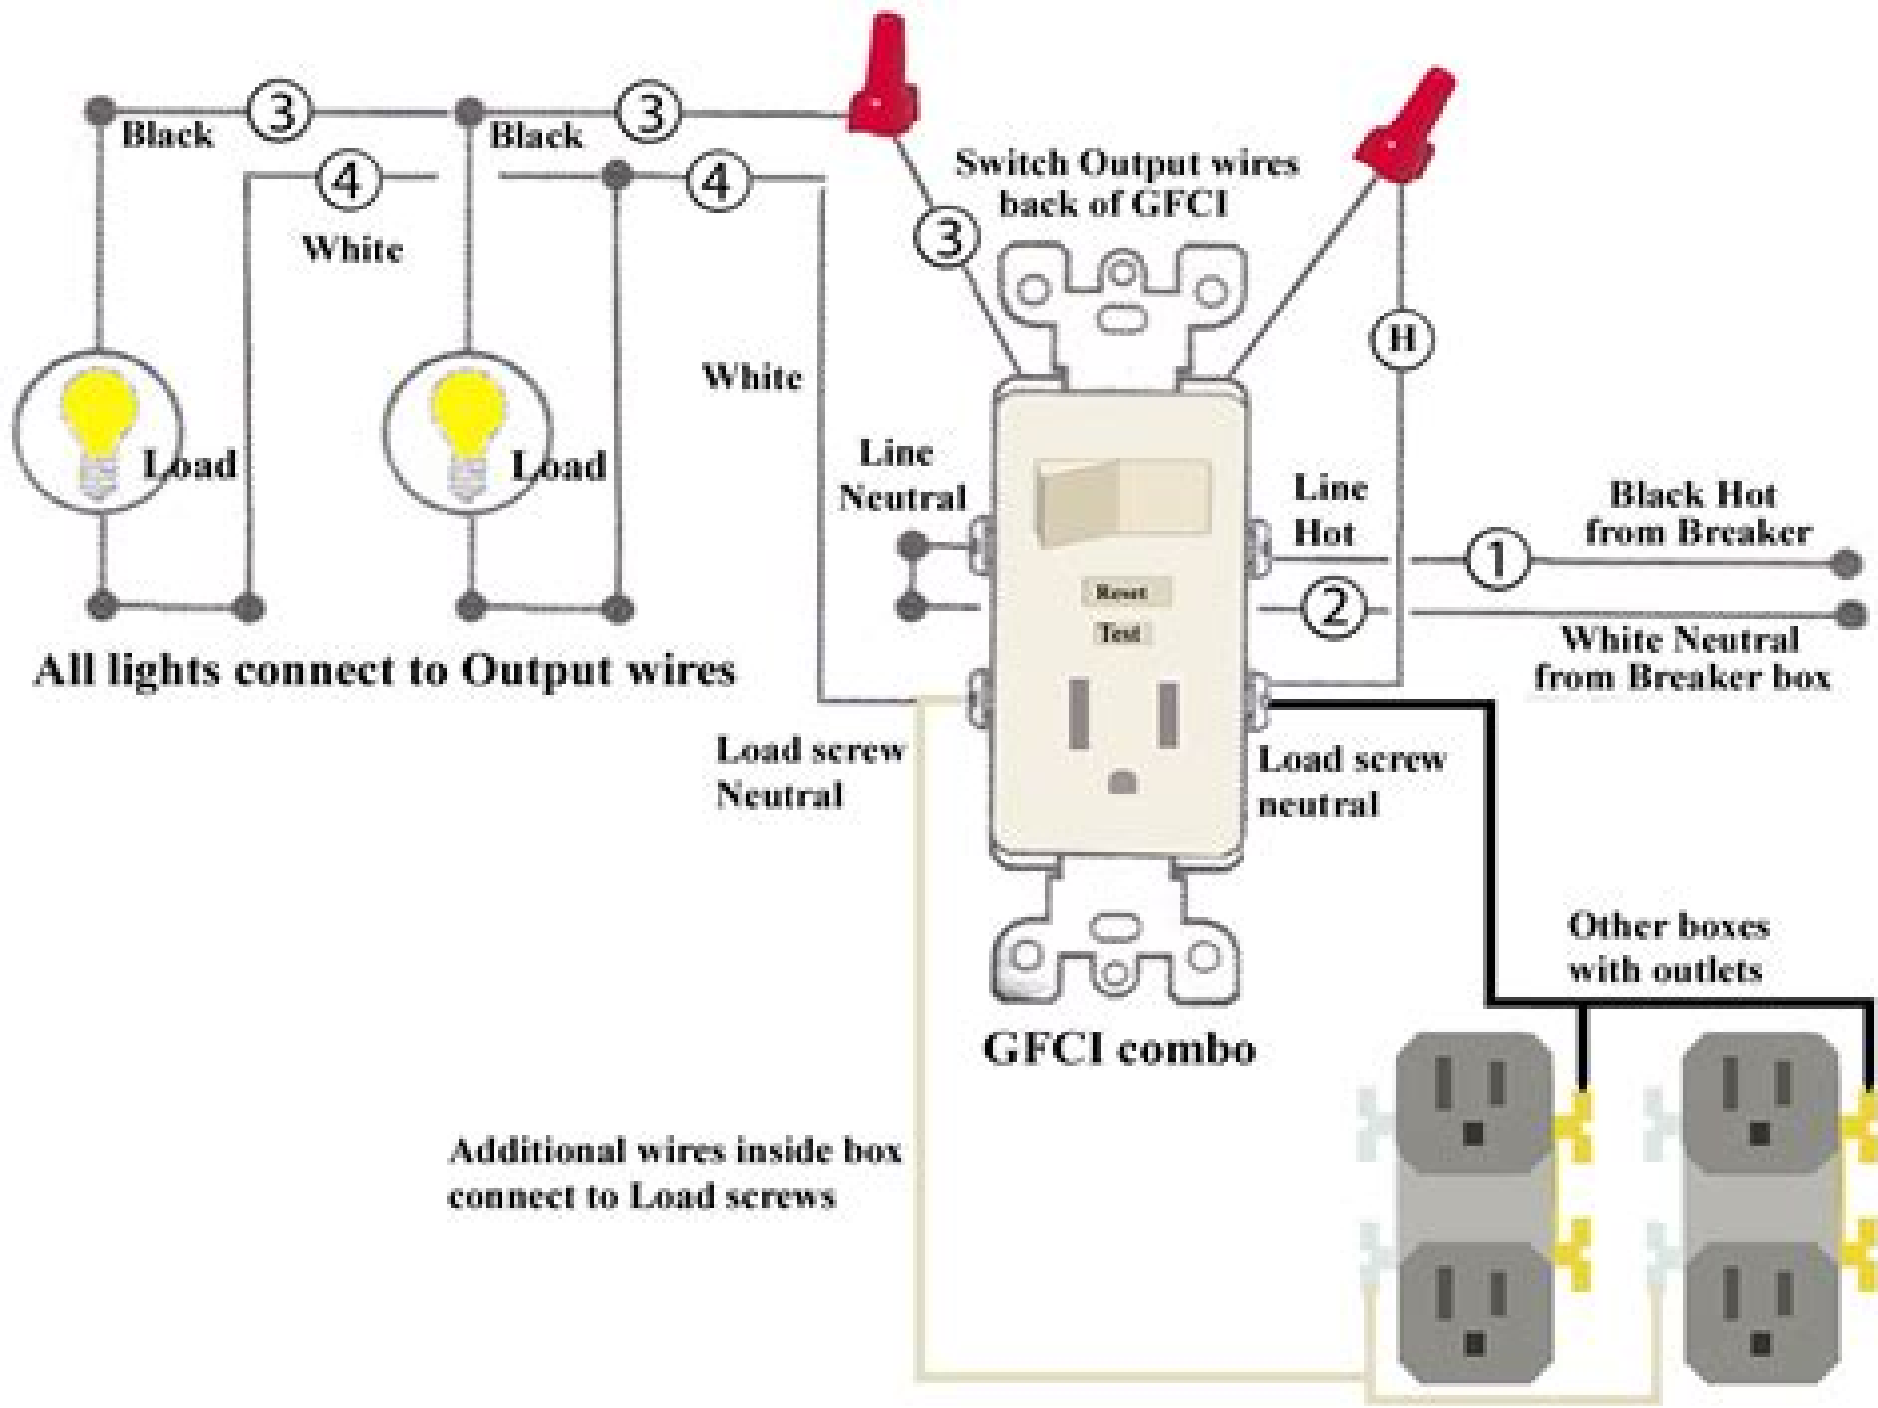 3
3
Black
Black
4
4
White
Switch Output wires
back of GFCI
3
H
White
Line
Neutral
Line
Hot
Black Hot
from Breaker
1
Load
Load
Reset
Test
2
White Neutral
from Breaker box
All lights connect to Output wires
Load screw
Neutral
Load screw
neutral
Other boxes
with outlets
GFCI combo
Additional wires inside box
connect to Load screws